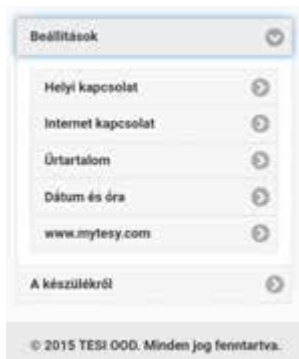 Beállítások
Helyi kapcsolat
Internet kapcsolat
Űrtartalom
Dátum és óra
www.mytesy.com
A készülékről
© 2015 TESI OOD. Minden jog fenntartva.